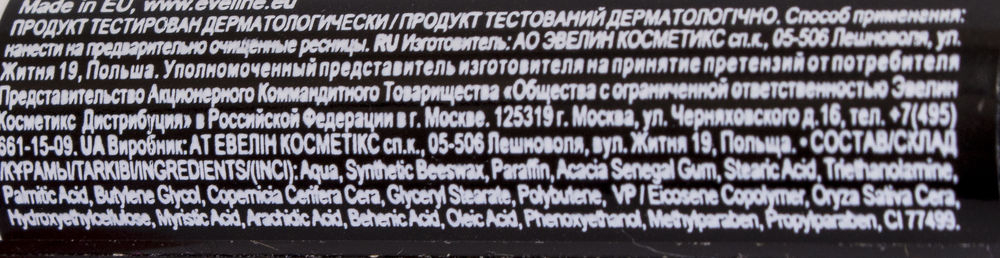 Made in EU, www.eveline.eu
ПРОДУКТ ТЕСТИРОВАН ДЕРМАТОЛОГИЧЕСКИ / ПРОДУКТ ТЕСТОВАНИЙ ДЕРМАТОЛОГІЧНО. Способ применения:
нанести на предварительно очищенные ресницы. RU Изготовитель: АО ЭВЕЛИН КОСМЕТИКС сп.к., 05-506 Лешноволя, ул.
Житня 19, Польша. Уполномоченный представитель изготовителя на принятие претензий от потребителя
Представительство Акционерного Коммандитного Товарищества «Общества с ограниченной ответственностью Эвелин
Косметикс Дистрибуция» в Российской Федерации в г. Москве. 125319 г. Москва, ул. Черняховского д.16, тел. +7(495)
661-15-09. UA Виробник: АТ ЕВЕЛІН КОСМЕТІКС сп.к., 05-506 Лешноволя, вул. Житня 19, Польща. • СОСТАВ/СКЛАД
/ҚҰРАМЫ/TARKIBI/INGREDIENTS/(INCI): Aqua, Synthetic Beeswax, Paraffin, Acacia Senegal Gum, Stearic Acid, Triethanolamine,
Palmitic Acid, Butylene Glycol, Copernicia Cerifera Cera, Glyceryl Stearate, Polybutene, VP / Eicosene Copolymer, Oryza Sativa Cera,
Hydroxyethylcellulose, Myristic Acid, Arachidic Acid, Behenic Acid, Oleic Acid, Phenoxyethanol, Methylparaben, Propylparaben, CI 77499.